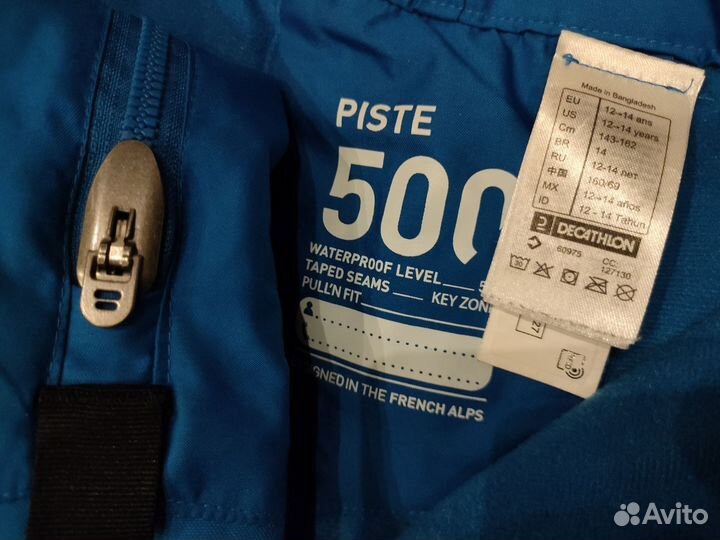 PISTE
500
WATERPROOF LEVEL
TAPED SEAMS KEY ZON
PULL'N FIT
GNED IN THE FRENCH ALPS
Made in Bangladesh
EU 12-14 ans
US 12-14 years
Cm 143-162
BR 14
RU 12-14 лет
中国 160/69
MX 12-14 años
ID 12 - 14 Tahun
DECATHLON
60975 CC.
127130
27
Avito